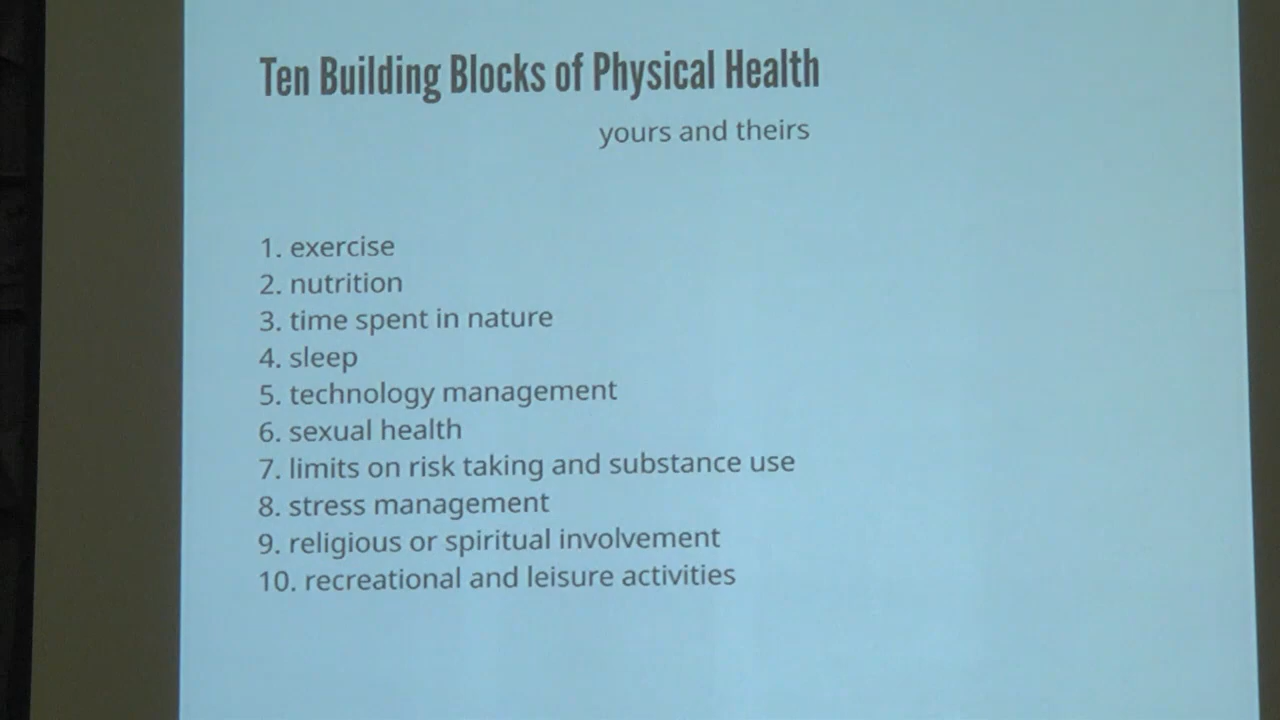 Ten Building Blocks of Physical Health
yours and theirs
1. exercise
2. nutrition
3. time spent in nature
4. sleep
5. technology management
6. sexual health
7. limits on risk taking and substance use
8. stress management
9. religious or spiritual involvement
10. recreational and leisure activities